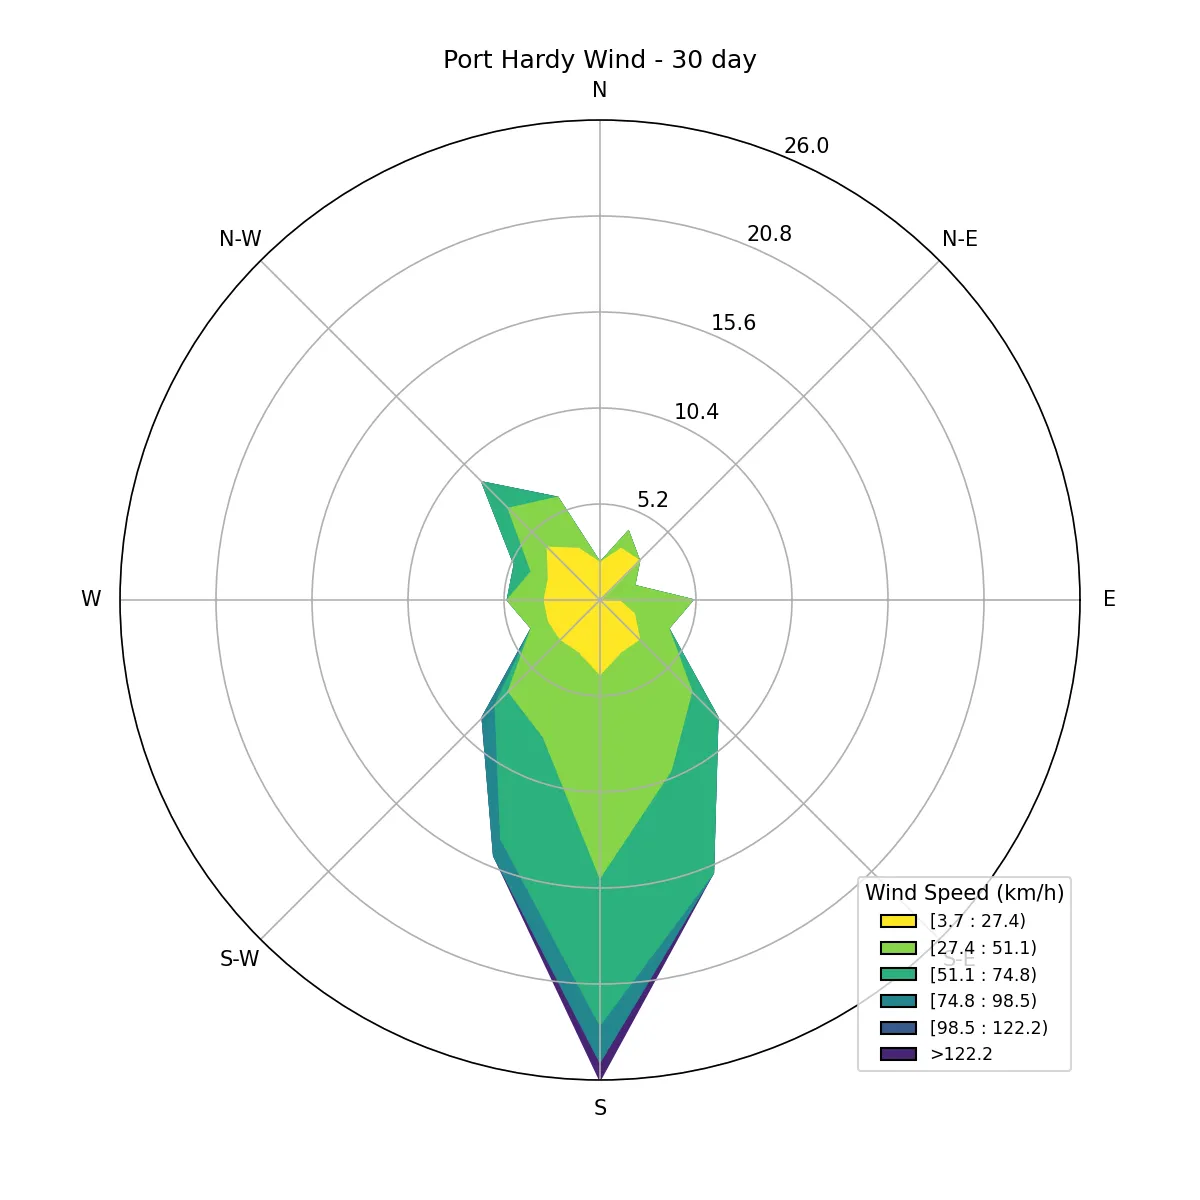 Port Hardy Wind - 30 day
N
26.0
N-W
N-E
20.8
15.6
10.4
5.2
W
E
Wind Speed (km/h)
[3.7 : 27.4)
[27.4 : 51.1)
S-W
S-E
[51.1 : 74.8)
[74.8 : 98.5)
[98.5 : 122.2)
>122.2
S